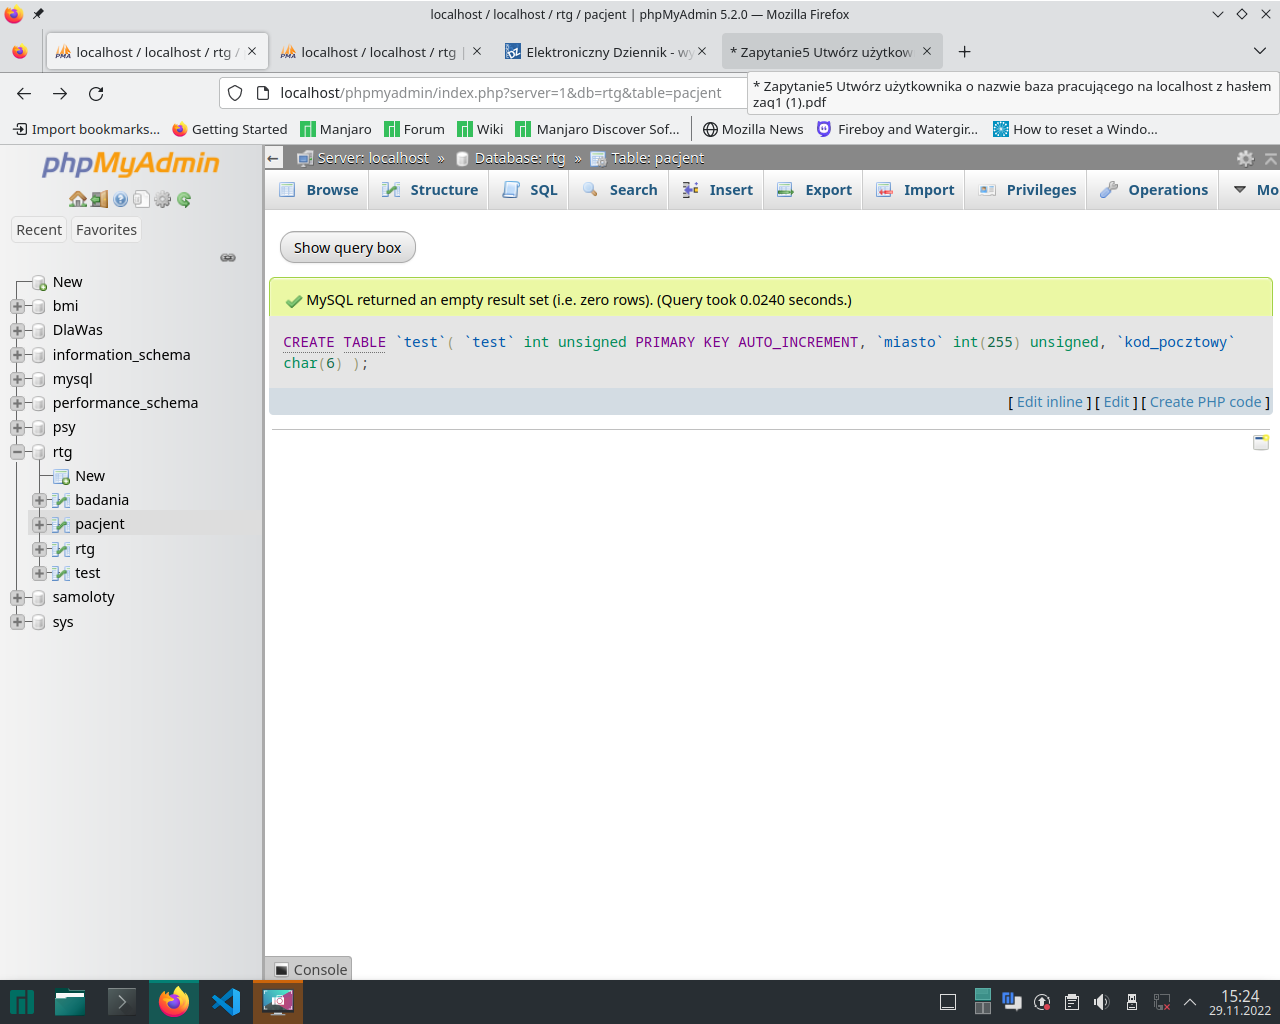 localhost / localhost / rtg / pacjent | phpMyAdmin 5.2.0 — Mozilla Firefox
localhost / localhost / rtg /
localhost / localhost / rtg |
Elektroniczny Dziennik - wy
* Zapytanie5 Utwórz użytkow
localhost/phpmyadmin/index.php?server=1&db=rtg&table=pacjent
* Zapytanie5 Utwórz użytkownika o nazwie baza pracującego na localhost z hasłem
zaq1 (1).pdf
Import bookmarks...
Getting Started
Manjaro
Forum
Wiki
Manjaro Discover Sof...
Mozilla News
Fireboy and Watergir...
How to reset a Windo...
phpMyAdmin
Recent
Favorites
New
bmi
DlaWas
information_schema
mysql
performance_schema
psy
rtg
New
badania
pacjent
rtg
test
samoloty
sys
Server: localhost » Database: rtg » Table: pacjent
Browse
Structure
SQL
Search
Insert
Export
Import
Privileges
Operations
Mo
Show query box
MySQL returned an empty result set (i.e. zero rows). (Query took 0.0240 seconds.)
CREATE TABLE `test`( `test` int unsigned PRIMARY KEY AUTO_INCREMENT, `miasto` int(255) unsigned, `kod_pocztowy`
char(6) );
[ Edit inline ] [ Edit ] [ Create PHP code ]
Console
15:24
29.11.2022